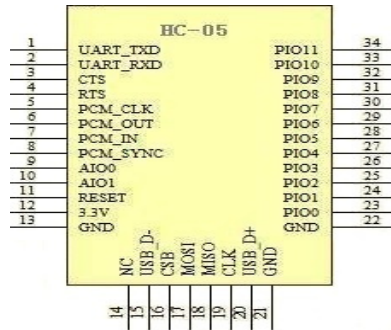 HC-05
1 UART_TXD PIO11 34
2 UART_RXD PIO10 33
3 CTS PIO9 32
4 RTS PIO8 31
5 PCM_CLK PIO7 30
6 PCM_OUT PIO6 29
7 PCM_IN PIO5 28
8 PCM_SYNC PIO4 27
9 AIO0 PIO3 26
10 AIO1 PIO2 25
11 RESET PIO1 24
12 3.3V PIO0 23
13 GND GND 22
NC USB_D- CSB MOSI MISO CLK USB_D+ GND
14 15 16 17 18 19 20 21